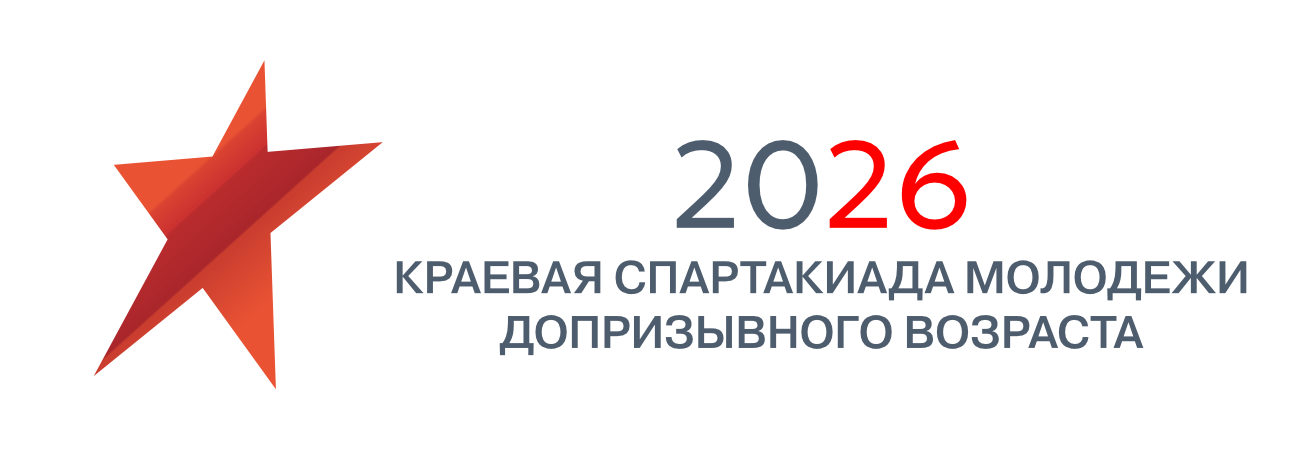 2026
КРАЕВАЯ СПАРТАКИАДА МОЛОДЕЖИ
ДОПРИЗЫВНОГО ВОЗРАСТА